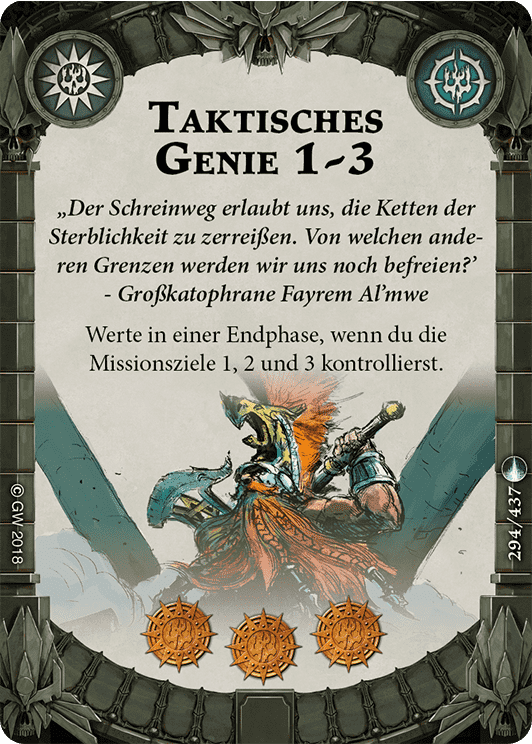 Taktisches
Genie 1-3
„Der Schreinweg erlaubt uns, die Ketten der
Sterblichkeit zu zerreißen. Von welchen ande-
ren Grenzen werden wir uns noch befreien?’
- Großkatophrane Fayrem Al’mwe
Werte in einer Endphase, wenn du die
Missionsziele 1, 2 und 3 kontrollierst.
© GW 2018
294/437